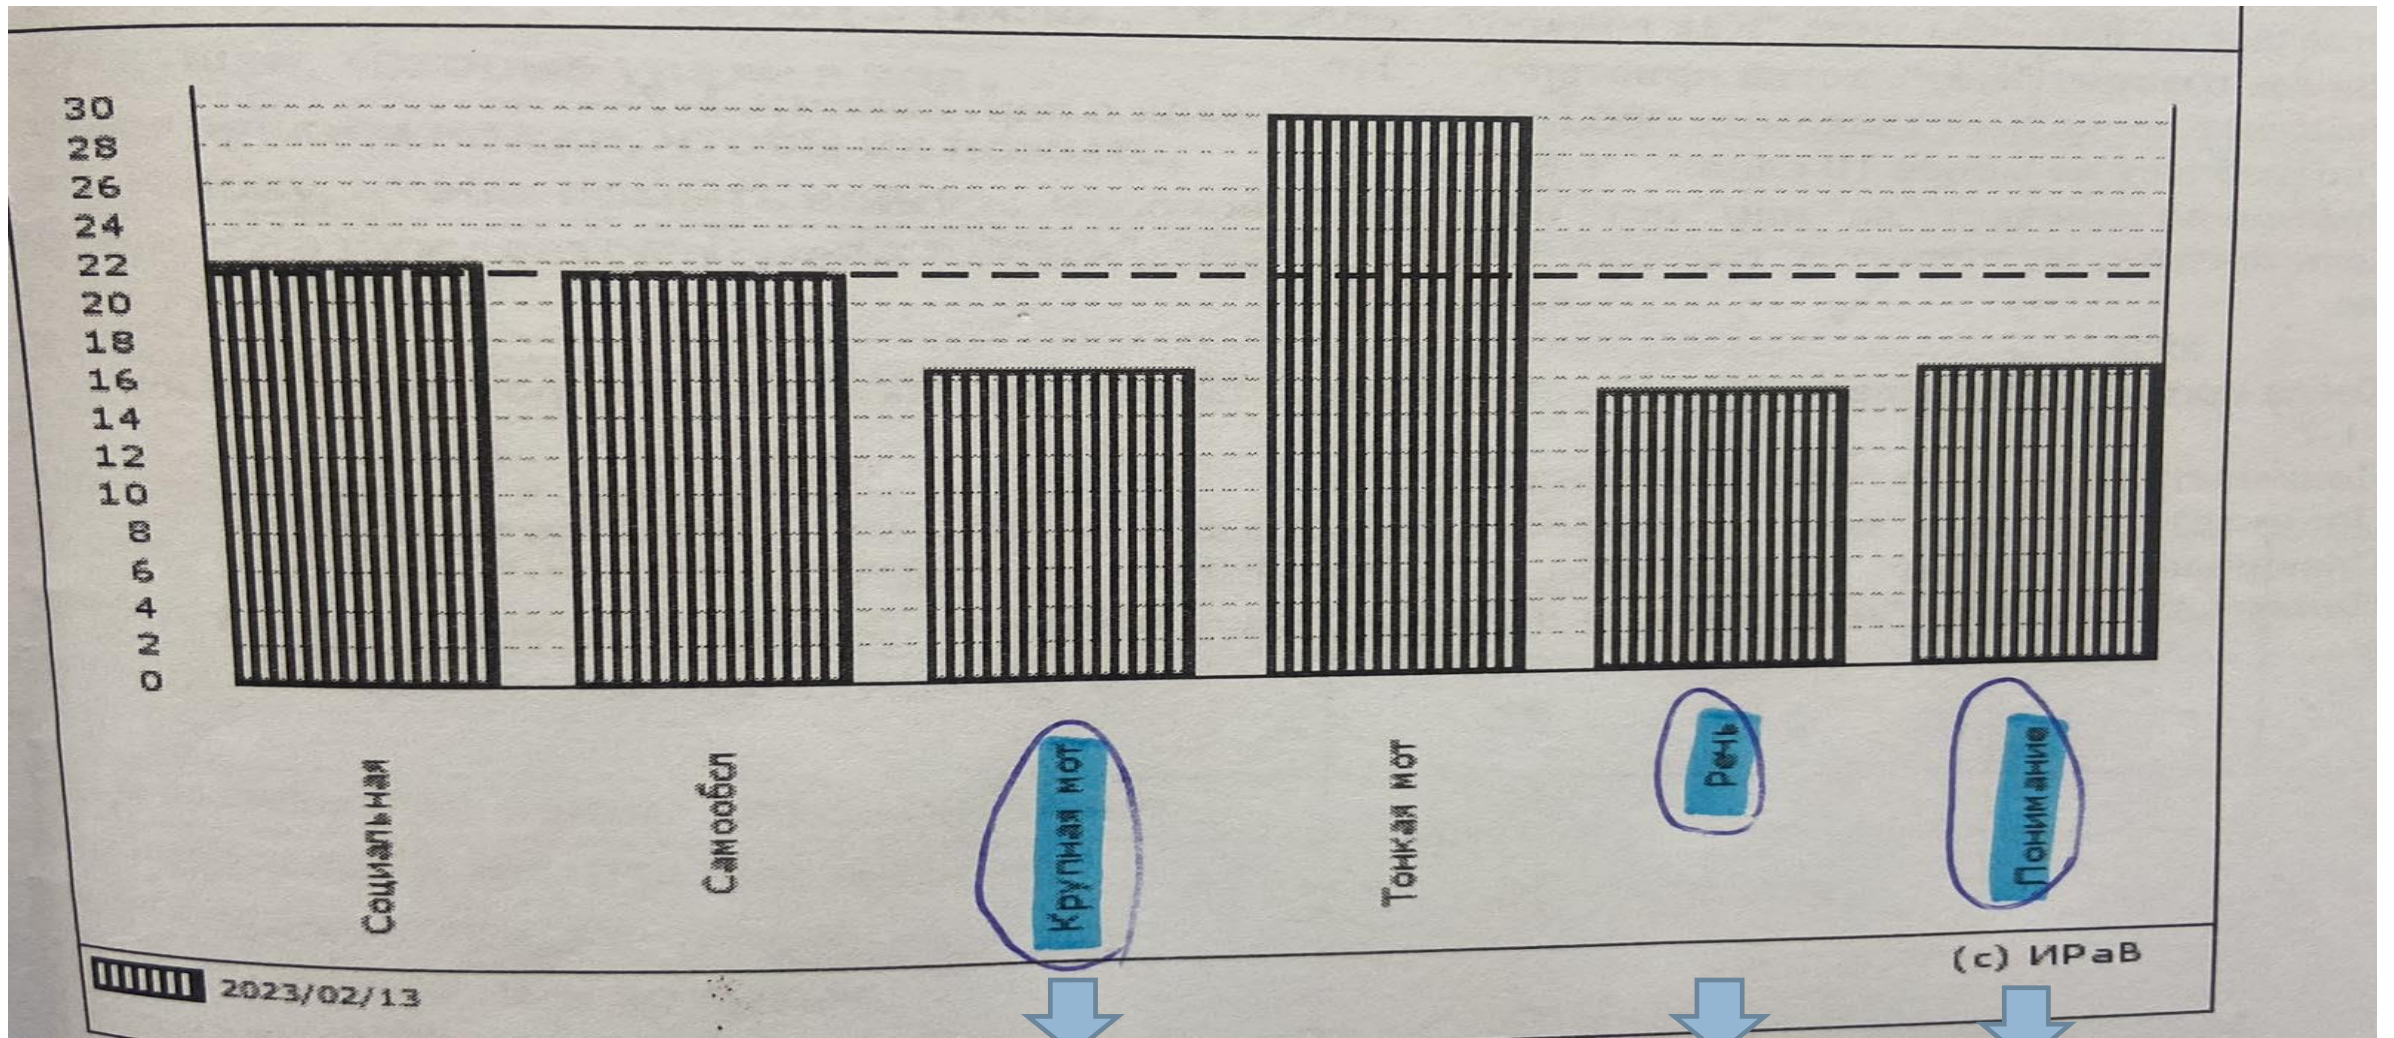 30
28
26
24
22
20
18
16
14
12
10
8
6
4
2
0
Социальная
Самообсл
Крупная мот
Тонкая мот
Речь
Понимание
2023/02/13
(c) ИРаВ